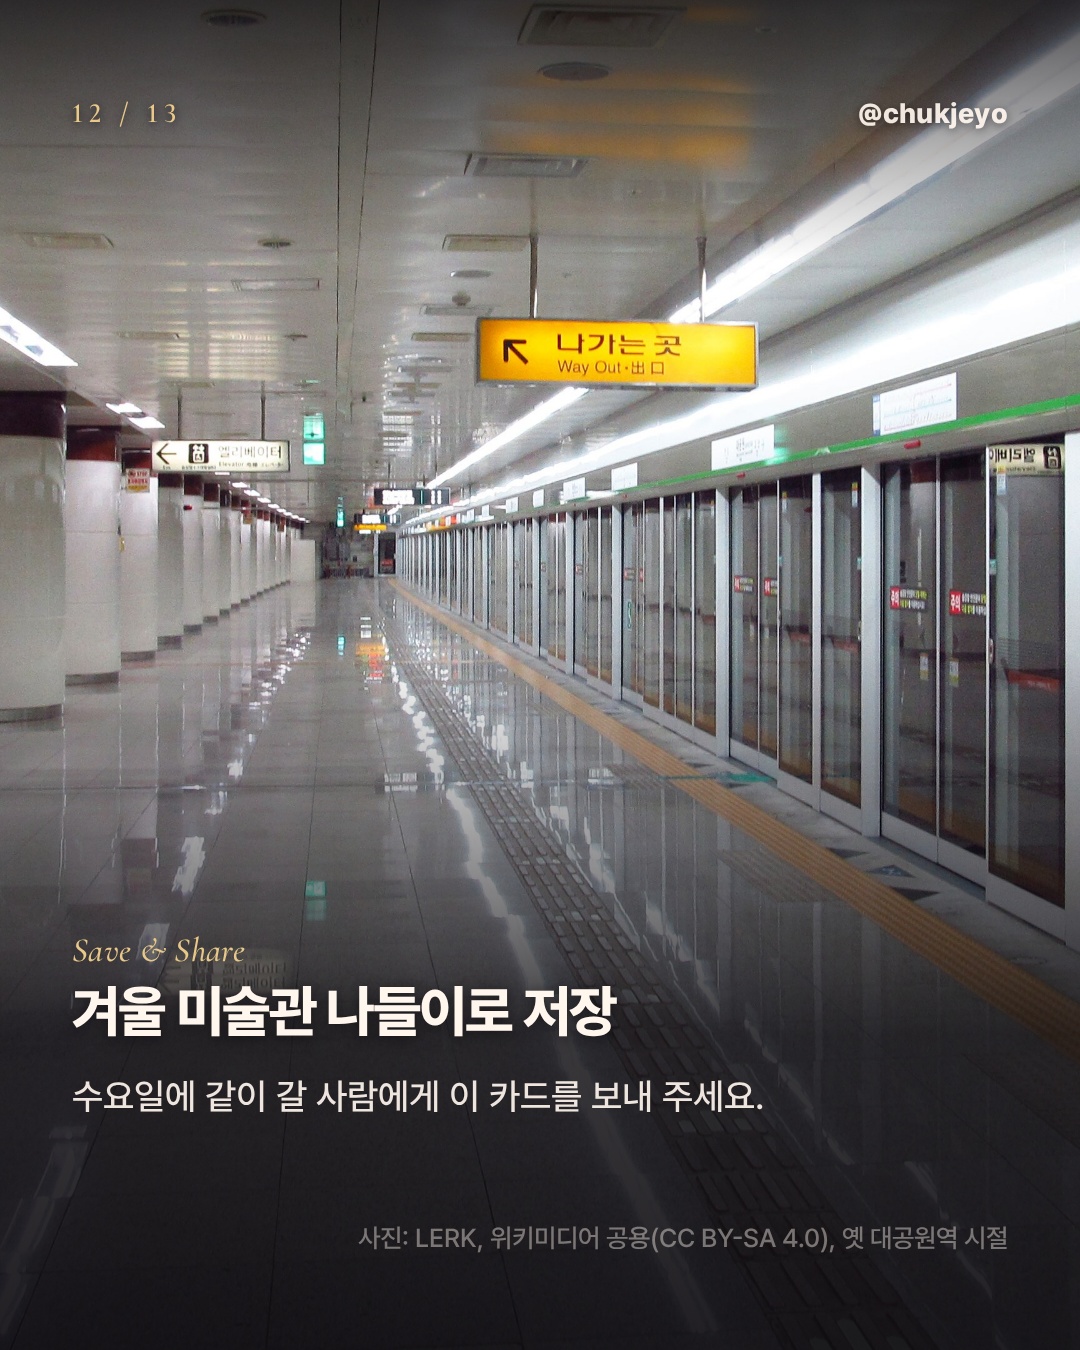 12 / 13
@chukjeyo
나가는 곳
Way Out·出口
엘리베이터
Elevator
Save & Share
겨울 미술관 나들이로 저장
수요일에 같이 갈 사람에게 이 카드를 보내 주세요.
사진: LERK, 위키미디어 공용(CC BY-SA 4.0), 옛 대공원역 시절